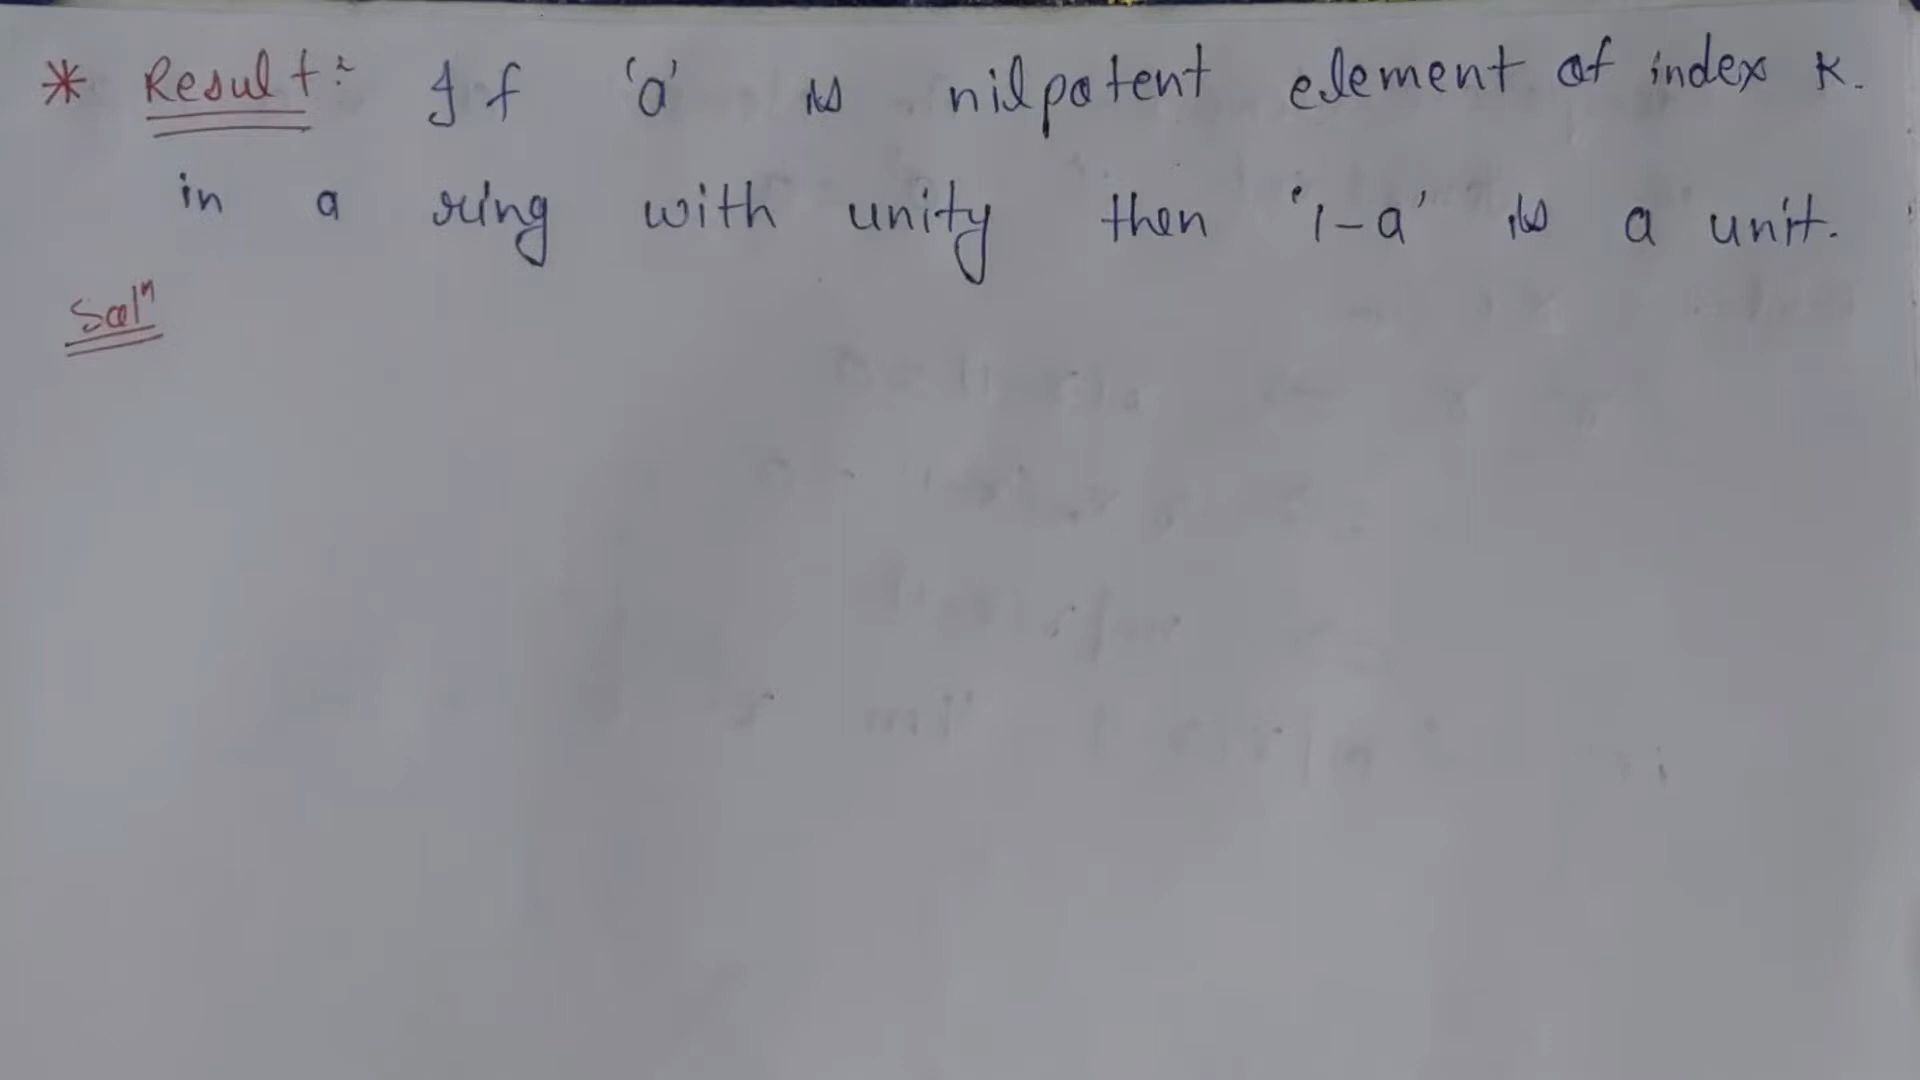 * Result: If 'a' is nilpotent element of index K.
in a ring with unity then '1-a' is a unit.
Solⁿ